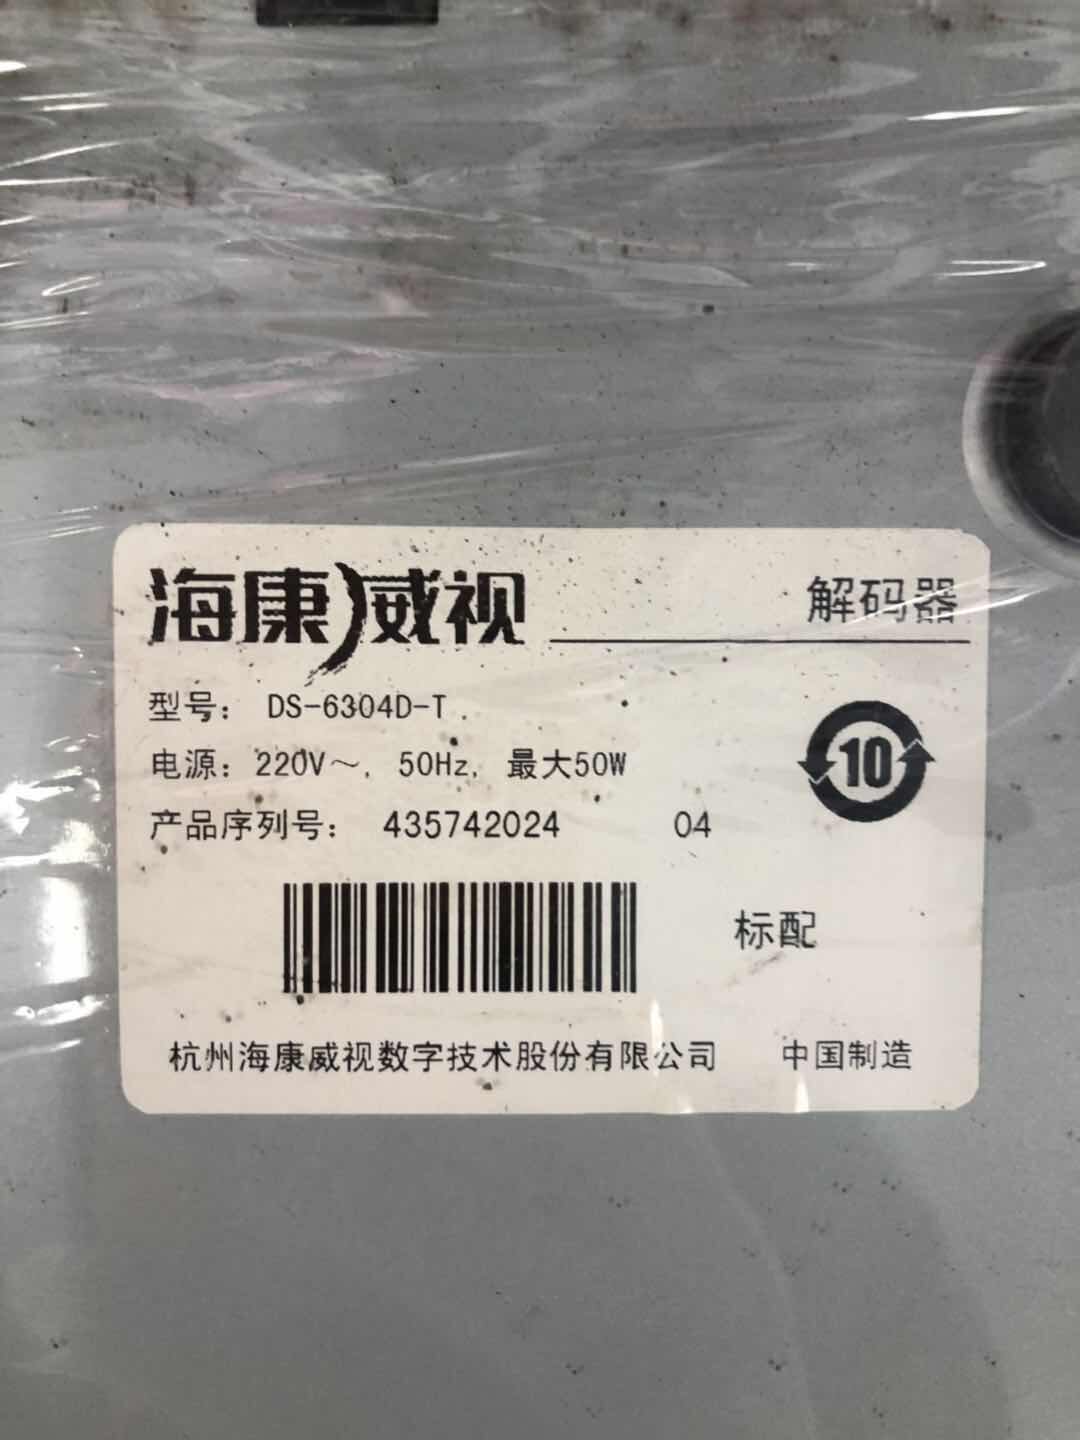 海康威视
解码器
型号： DS-6304D-T
电源：220V～, 50Hz, 最大50W
10
产品序列号： 435742024 04
标配
杭州海康威视数字技术股份有限公司 中国制造